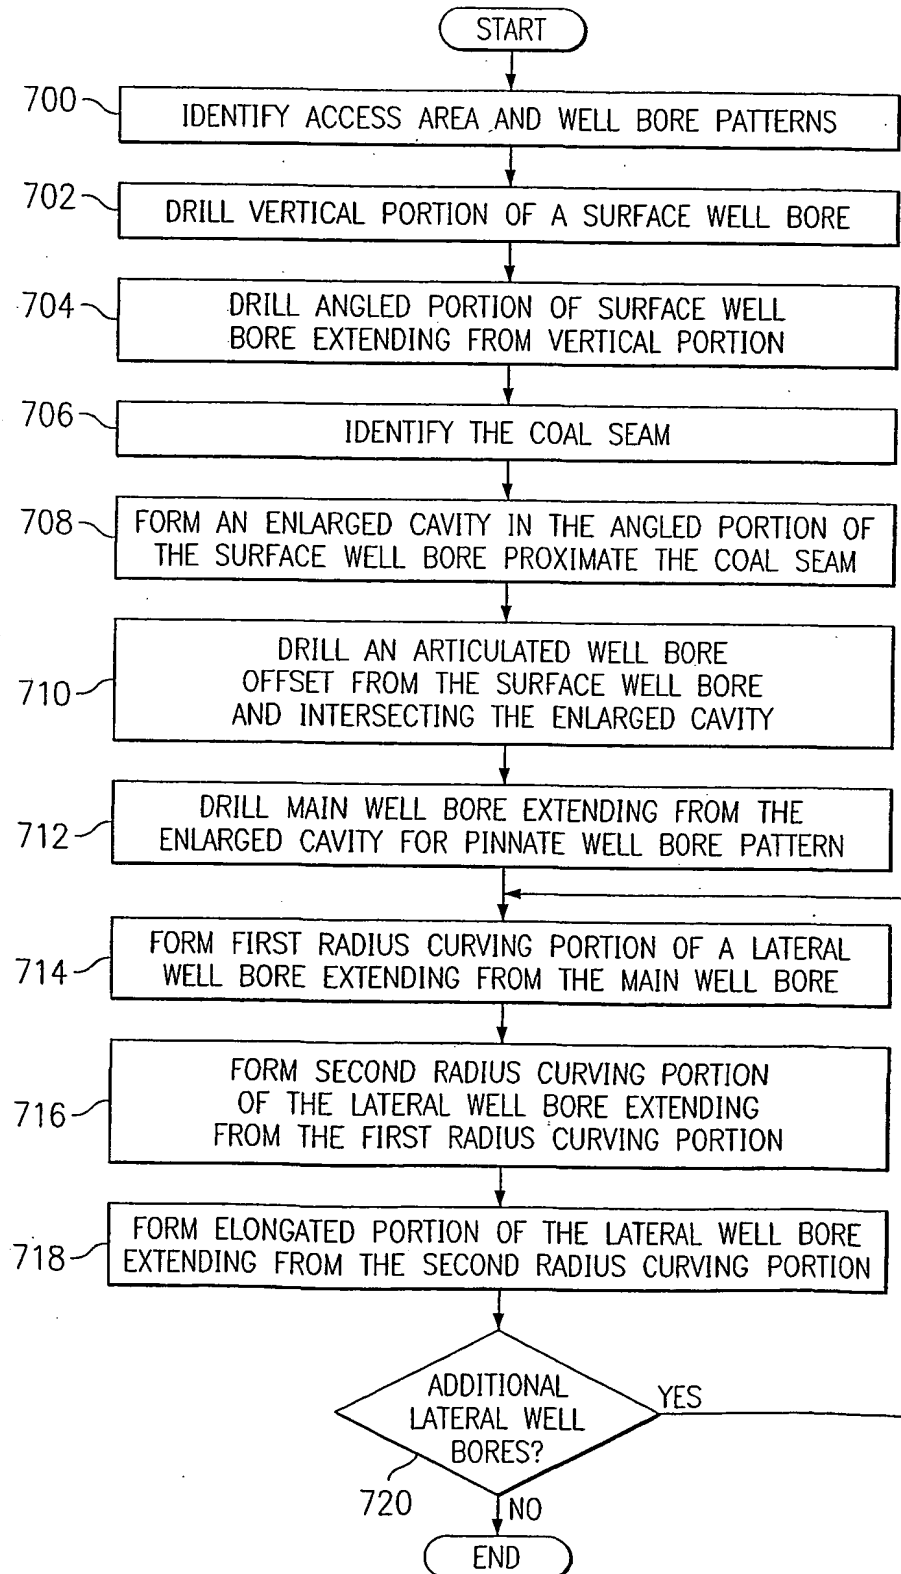 START
700
IDENTIFY ACCESS AREA AND WELL BORE PATTERNS
702
DRILL VERTICAL PORTION OF A SURFACE WELL BORE
704
DRILL ANGLED PORTION OF SURFACE WELL
BORE EXTENDING FROM VERTICAL PORTION
706
IDENTIFY THE COAL SEAM
708
FORM AN ENLARGED CAVITY IN THE ANGLED PORTION OF
THE SURFACE WELL BORE PROXIMATE THE COAL SEAM
710
DRILL AN ARTICULATED WELL BORE
OFFSET FROM THE SURFACE WELL BORE
AND INTERSECTING THE ENLARGED CAVITY
712
DRILL MAIN WELL BORE EXTENDING FROM THE
ENLARGED CAVITY FOR PINNATE WELL BORE PATTERN
714
FORM FIRST RADIUS CURVING PORTION OF A LATERAL
WELL BORE EXTENDING FROM THE MAIN WELL BORE
716
FORM SECOND RADIUS CURVING PORTION
OF THE LATERAL WELL BORE EXTENDING
FROM THE FIRST RADIUS CURVING PORTION
718
FORM ELONGATED PORTION OF THE LATERAL WELL BORE
EXTENDING FROM THE SECOND RADIUS CURVING PORTION
ADDITIONAL
LATERAL WELL
BORES?
YES
720
NO
END